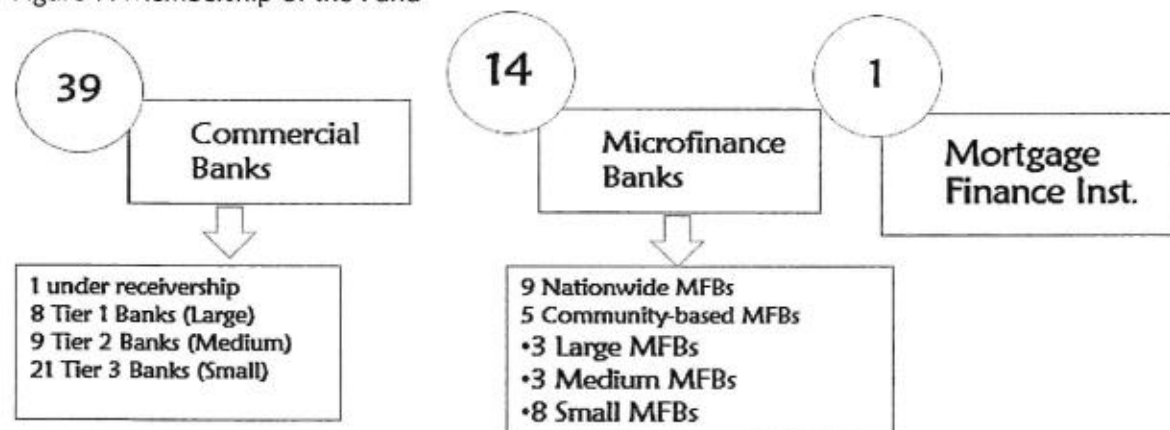 39
Commercial
Banks
1 under receivership
8 Tier 1 Banks (Large)
9 Tier 2 Banks (Medium)
21 Tier 3 Banks (Small)
14
Microfinance
Banks
9 Nationwide MFBs
5 Community-based MFBs
•3 Large MFBs
•3 Medium MFBs
•8 Small MFBs
1
Mortgage
Finance Inst.